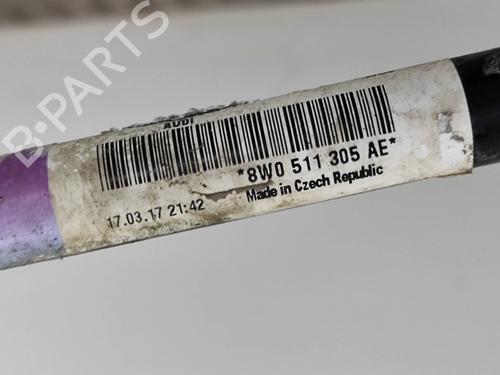 B-PARTS
AUDI
*8W0 511 305 AE*
Made in Czech Republic
17.03.17 21:42